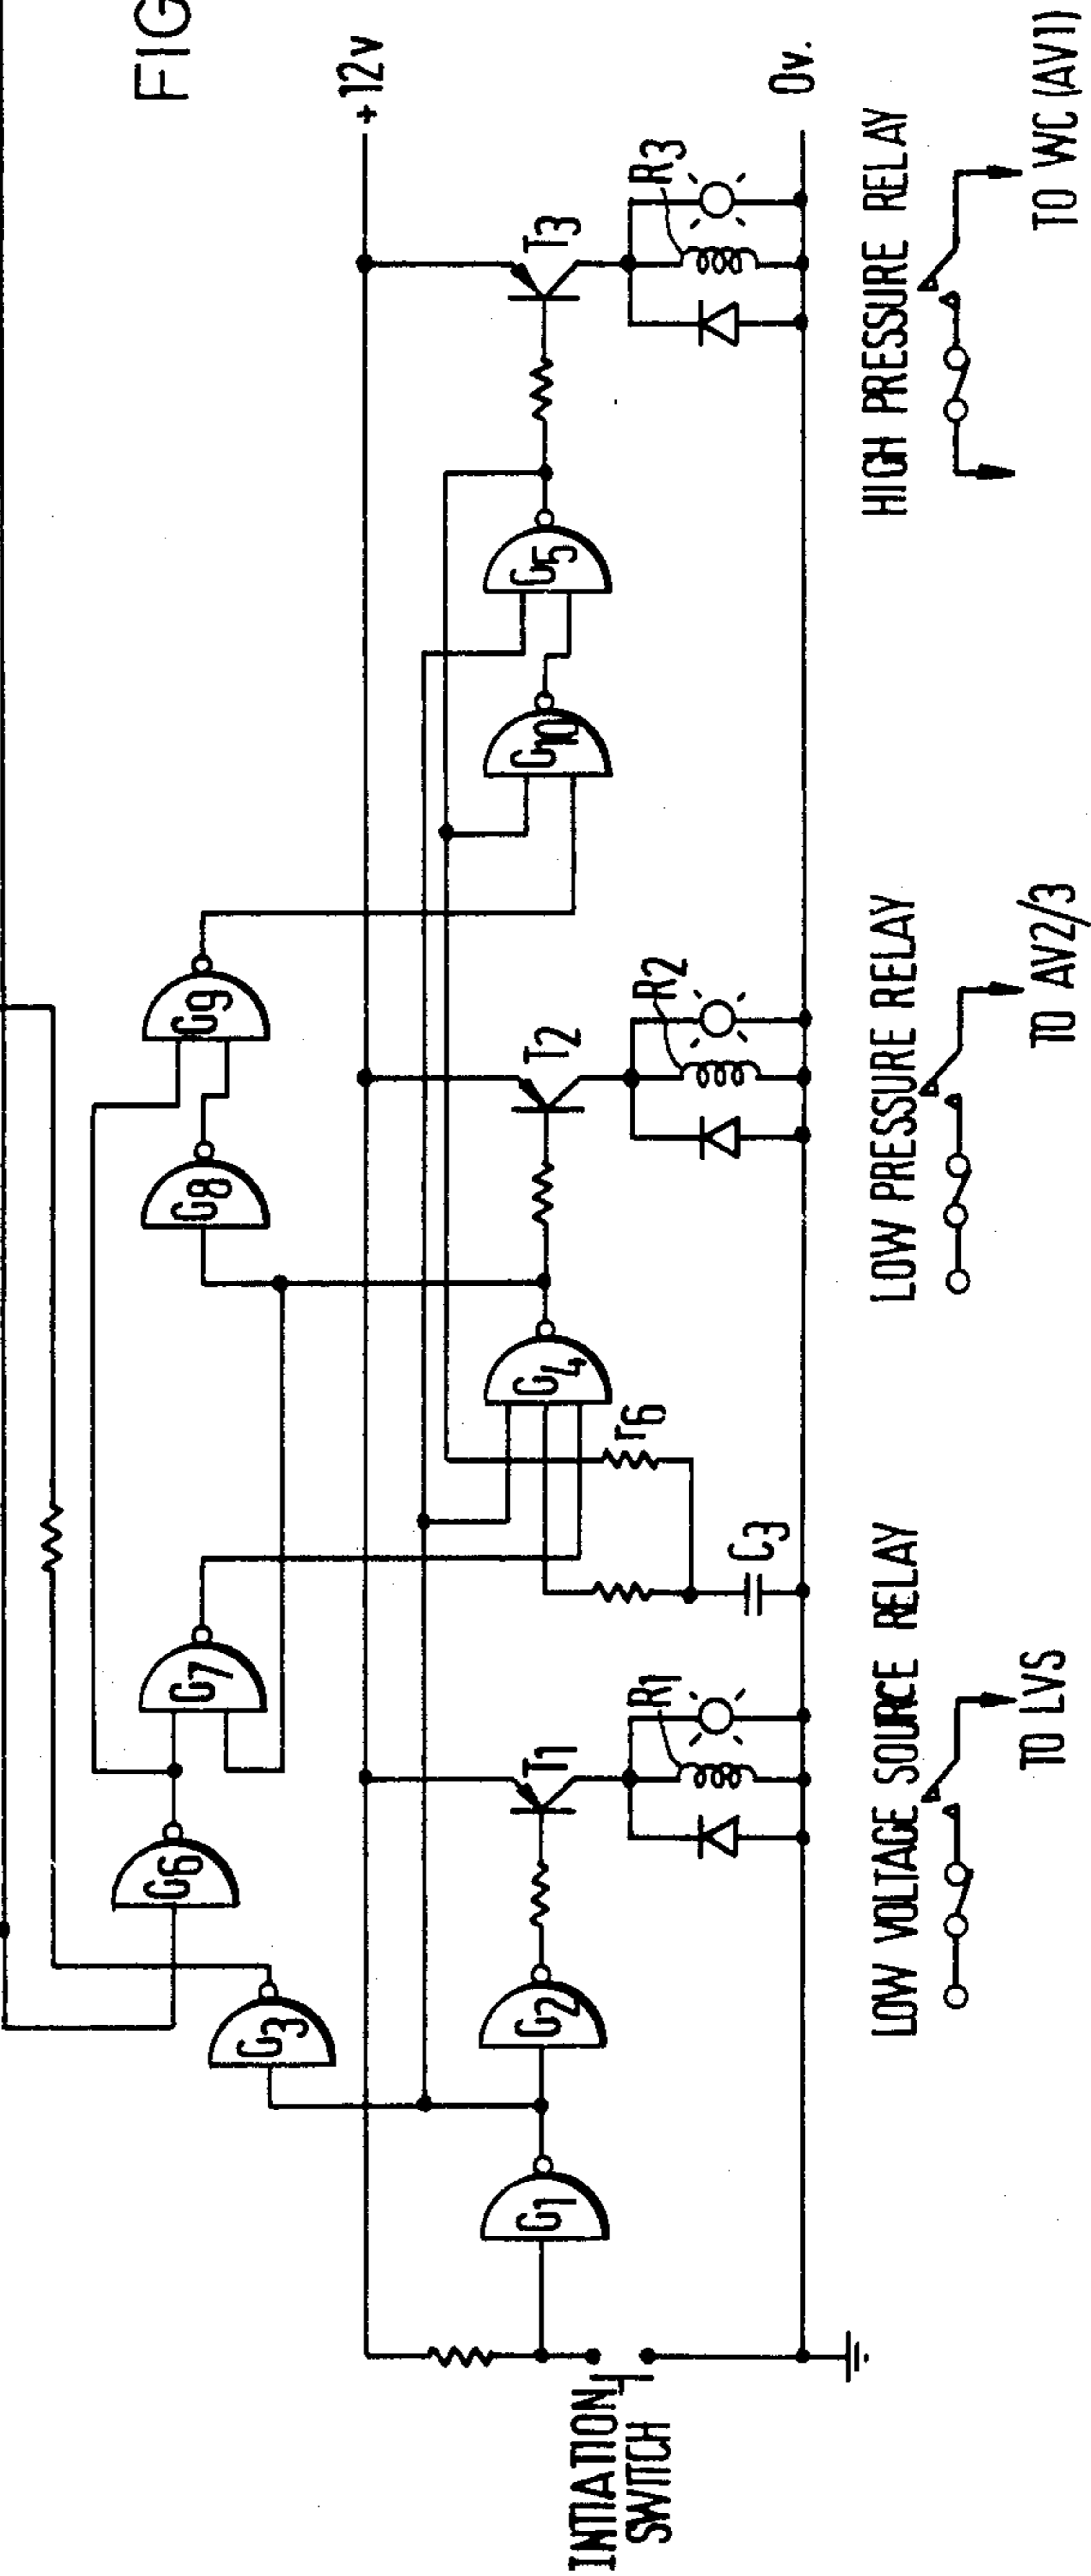 FIG
+12v
G9
G8
G7
G6
G3
T1
T2
T3
G1
G2
G4
G10
G5
r6
C3
R1
R2
R3
0v.
INTIATION
SWITCH
LOW VOLTAGE SOURCE RELAY
TO LVS
LOW PRESSURE RELAY
TO AV2/3
HIGH PRESSURE RELAY
TO WC (AV1)